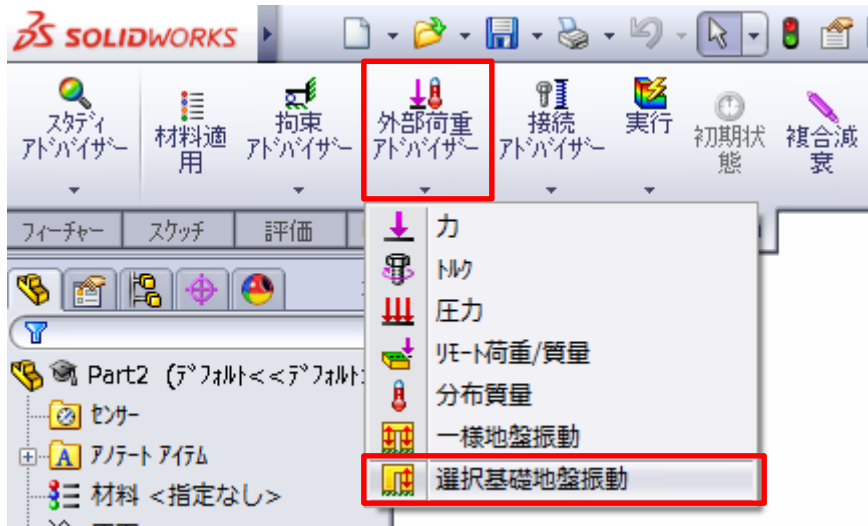 SOLIDWORKS
スタディ
アドバイザー
材料適
用
拘束
アドバイザー
外部荷重
アドバイザー
接続
アドバイザー
実行
初期状
態
複合減
衰
フィーチャー
スケッチ
評価
力
トルク
圧力
リモート荷重/質量
分布質量
一様地盤振動
選択基礎地盤振動
Part2 (デフォルト<<デフォルト
センサー
アノテート アイテム
材料 <指定なし>